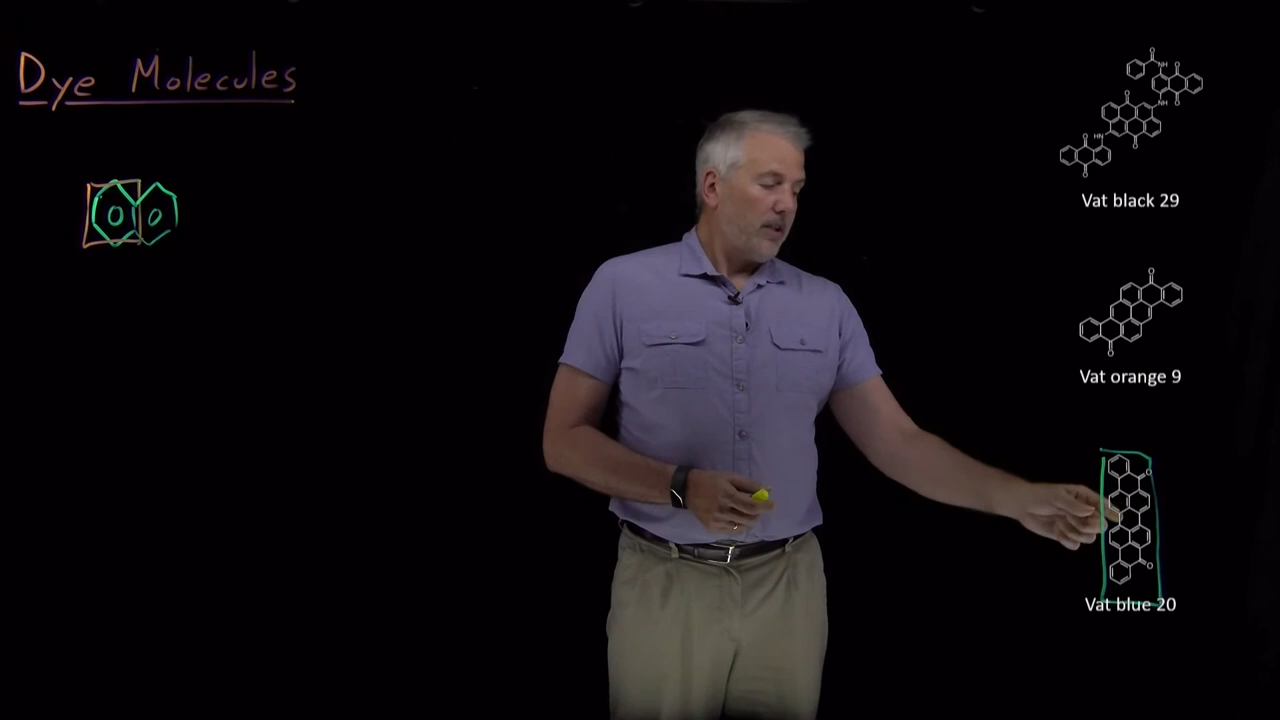 Dye Molecules
Vat black 29
Vat orange 9
Vat blue 20